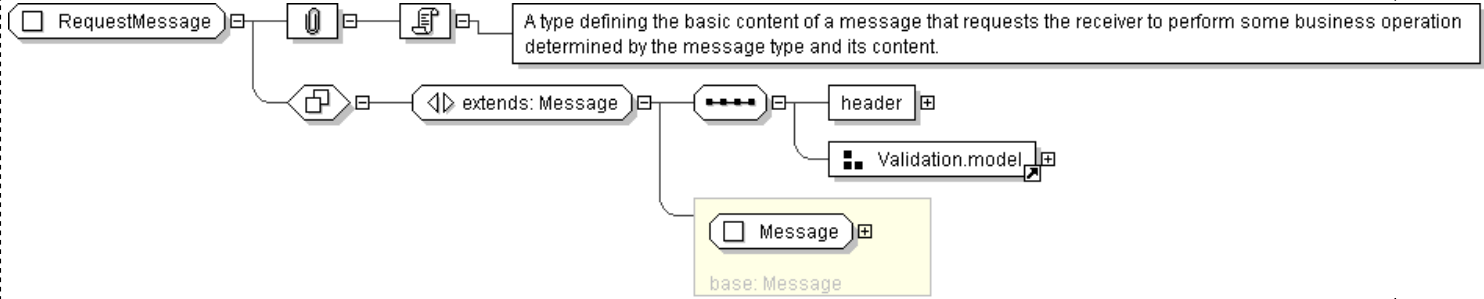 RequestMessage
A type defining the basic content of a message that requests the receiver to perform some business operation
determined by the message type and its content.
extends: Message
header
Validation.model
Message
base: Message